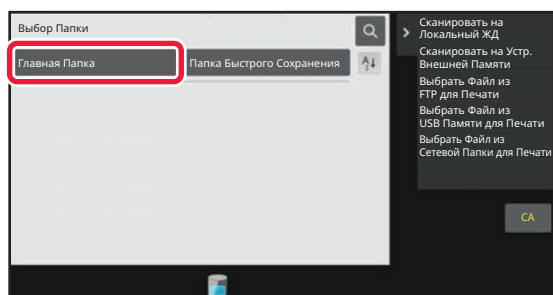 Выбор Папки
Главная Папка
Папка Быстрого Сохранения
Сканировать на
Локальный ЖД
Сканировать на Устр.
Внешней Памяти
Выбрать Файл из
FTP для Печати
Выбрать Файл из
USB Памяти для Печати
Выбрать Файл из
Сетевой Папки для Печати
CA